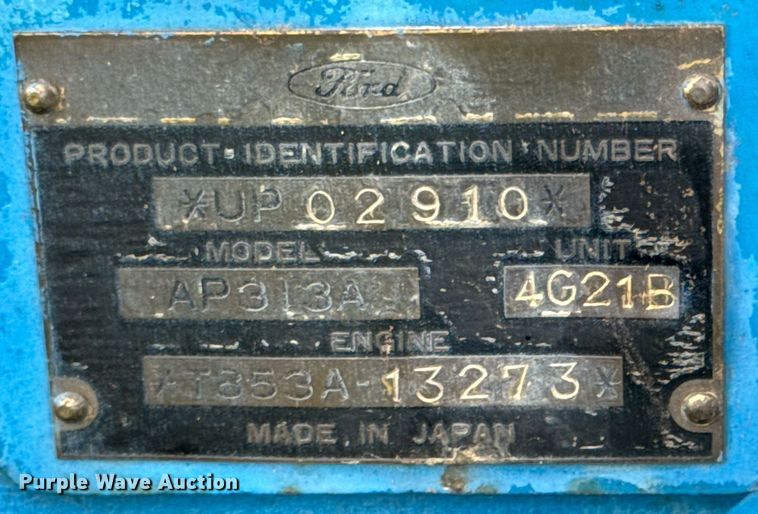 Ford
PRODUCT IDENTIFICATION NUMBER
*UP 02910*
MODEL UNIT
AP313A 4G21B
ENGINE
*T353A-13273*
MADE IN JAPAN
Purple Wave Auction